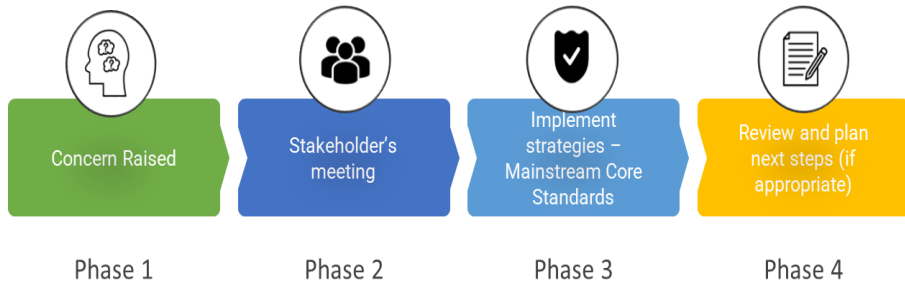 Concern Raised
Stakeholder's
meeting
Implement
strategies –
Mainstream Core
Standards
Review and plan
next steps (if
appropriate)
Phase 1
Phase 2
Phase 3
Phase 4